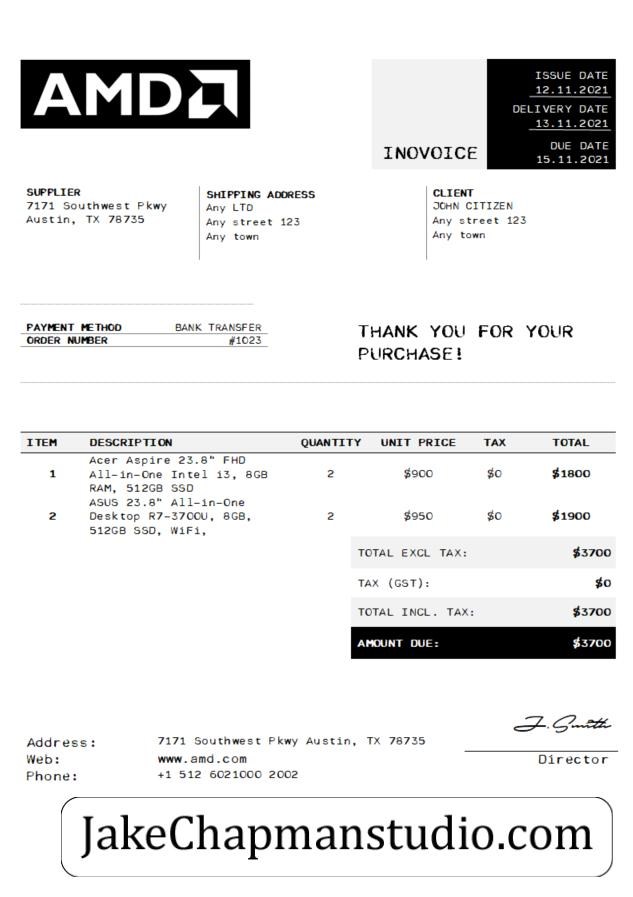 AMD
ISSUE DATE
12.11.2021
DELIVERY DATE
13.11.2021
DUE DATE
15.11.2021
INOVOICE
SUPPLIER
7171 Southwest Pkwy
Austin, TX 78735
SHIPPING ADDRESS
Any LTD
Any street 123
Any town
CLIENT
JOHN CITIZEN
Any street 123
Any town
PAYMENT METHOD BANK TRANSFER
ORDER NUMBER #1023
THANK YOU FOR YOUR
PURCHASE!
ITEM DESCRIPTION QUANTITY UNIT PRICE TAX TOTAL
Acer Aspire 23.8" FHD
1 All-in-One Intel i3, 8GB 2 $900 $0 $1800
RAM, 512GB SSD
ASUS 23.8" All-in-One
2 Desktop R7-3700U, 8GB, 2 $950 $0 $1900
512GB SSD, WiFi,
TOTAL EXCL TAX: $3700
TAX (GST): $0
TOTAL INCL. TAX: $3700
AMOUNT DUE: $3700
J. Smith
Director
Address: 7171 Southwest Pkwy Austin, TX 78735
Web: www.amd.com
Phone: +1 512 6021000 2002
JakeChapmanstudio.com